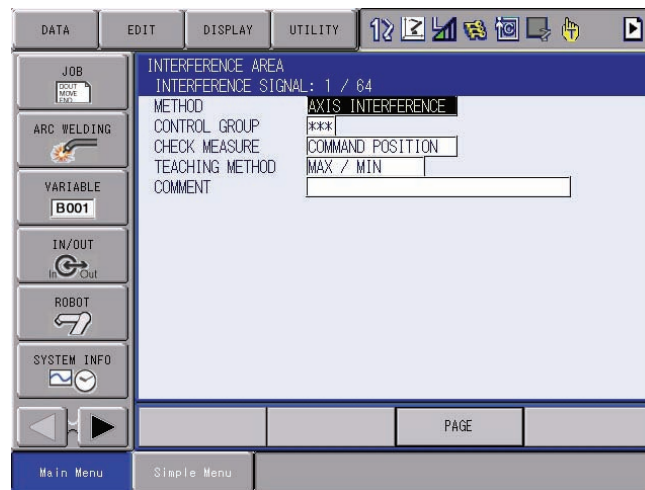 DATA EDIT DISPLAY UTILITY
JOB
DOUT
MOVE
END
ARC WELDING
VARIABLE
B001
IN/OUT
In Out
ROBOT
SYSTEM INFO
INTERFERENCE AREA
INTERFERENCE SIGNAL: 1 / 64
METHOD AXIS INTERFERENCE
CONTROL GROUP ***
CHECK MEASURE COMMAND POSITION
TEACHING METHOD MAX / MIN
COMMENT
PAGE
Main Menu Simple Menu